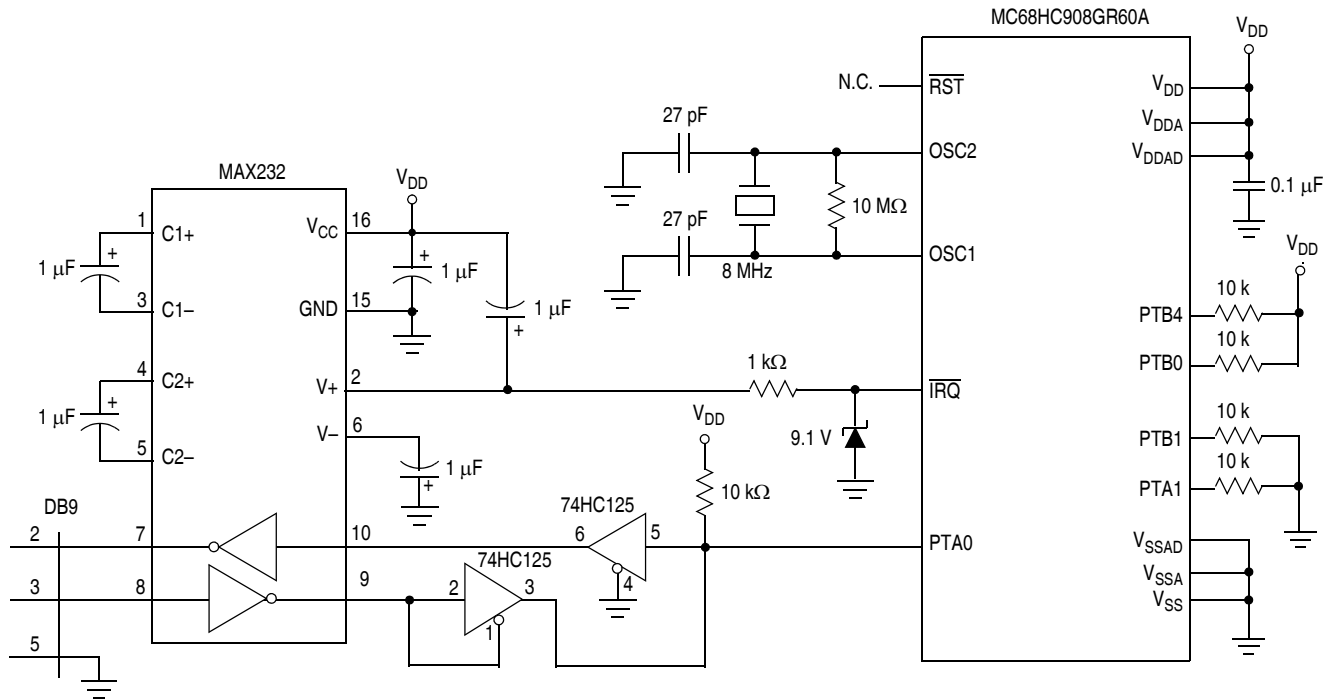 MC68HC908GR60A
VDD
N.C.
RST
VDD
27 pF
VDDA
OSC2
VDDAD
MAX232
0.1 µF
VDD
10 MΩ
1
C1+
VCC
16
27 pF
1 µF
+
+
1 µF
OSC1
8 MHz
VDD
3
C1–
GND
15
1 µF
+
10 k
PTB4
10 k
PTB0
4
C2+
V+
2
1 kΩ
IRQ
1 µF
+
VDD
9.1 V
10 k
PTB1
5
C2–
V–
6
1 µF
+
10 kΩ
10 k
PTA1
DB9
74HC125
2
7
10
6
5
PTA0
VSSAD
4
74HC125
VSSA
3
8
9
2
3
VSS
1
5